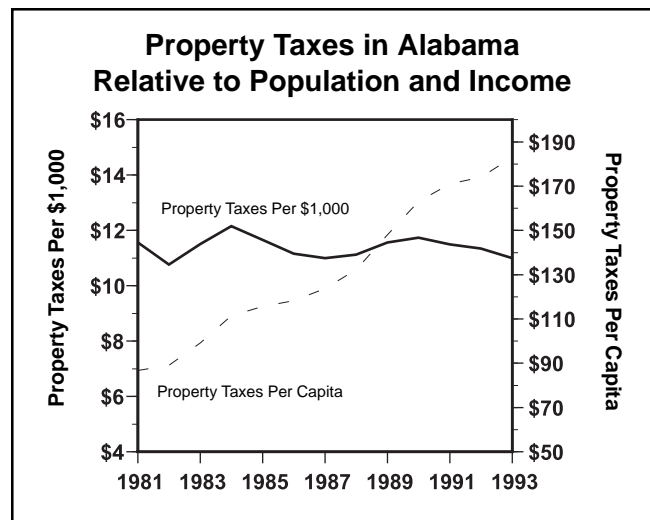 Property Taxes in Alabama
Relative to Population and Income
Property Taxes Per $1,000
$16
$14
$12
$10
$8
$6
$4
Property Taxes Per $1,000
Property Taxes Per Capita
$190
$170
$150
$130
$110
$90
$70
$50
Property Taxes Per Capita
1981 1983 1985 1987 1989 1991 1993